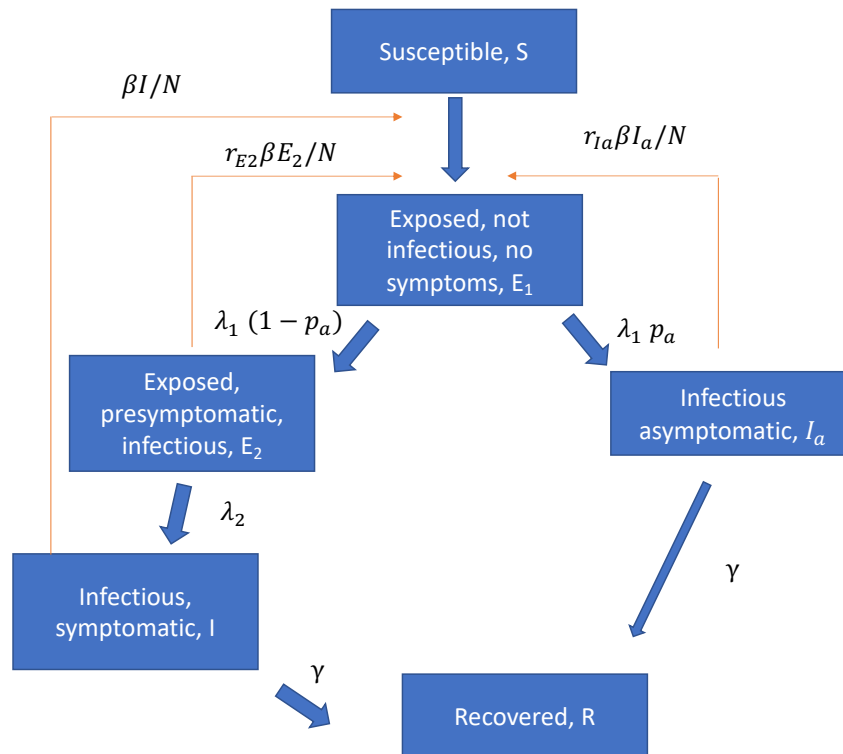 Susceptible, S
βI/N
r_{E2}βE_2/N
r_{Ia}βI_a/N
Exposed, not
infectious, no
symptoms, E_1
λ_1 (1 − p_a)
λ_1 p_a
Exposed,
presymptomatic,
infectious, E_2
Infectious
asymptomatic, I_a
λ_2
Infectious,
symptomatic, I
γ
γ
Recovered, R